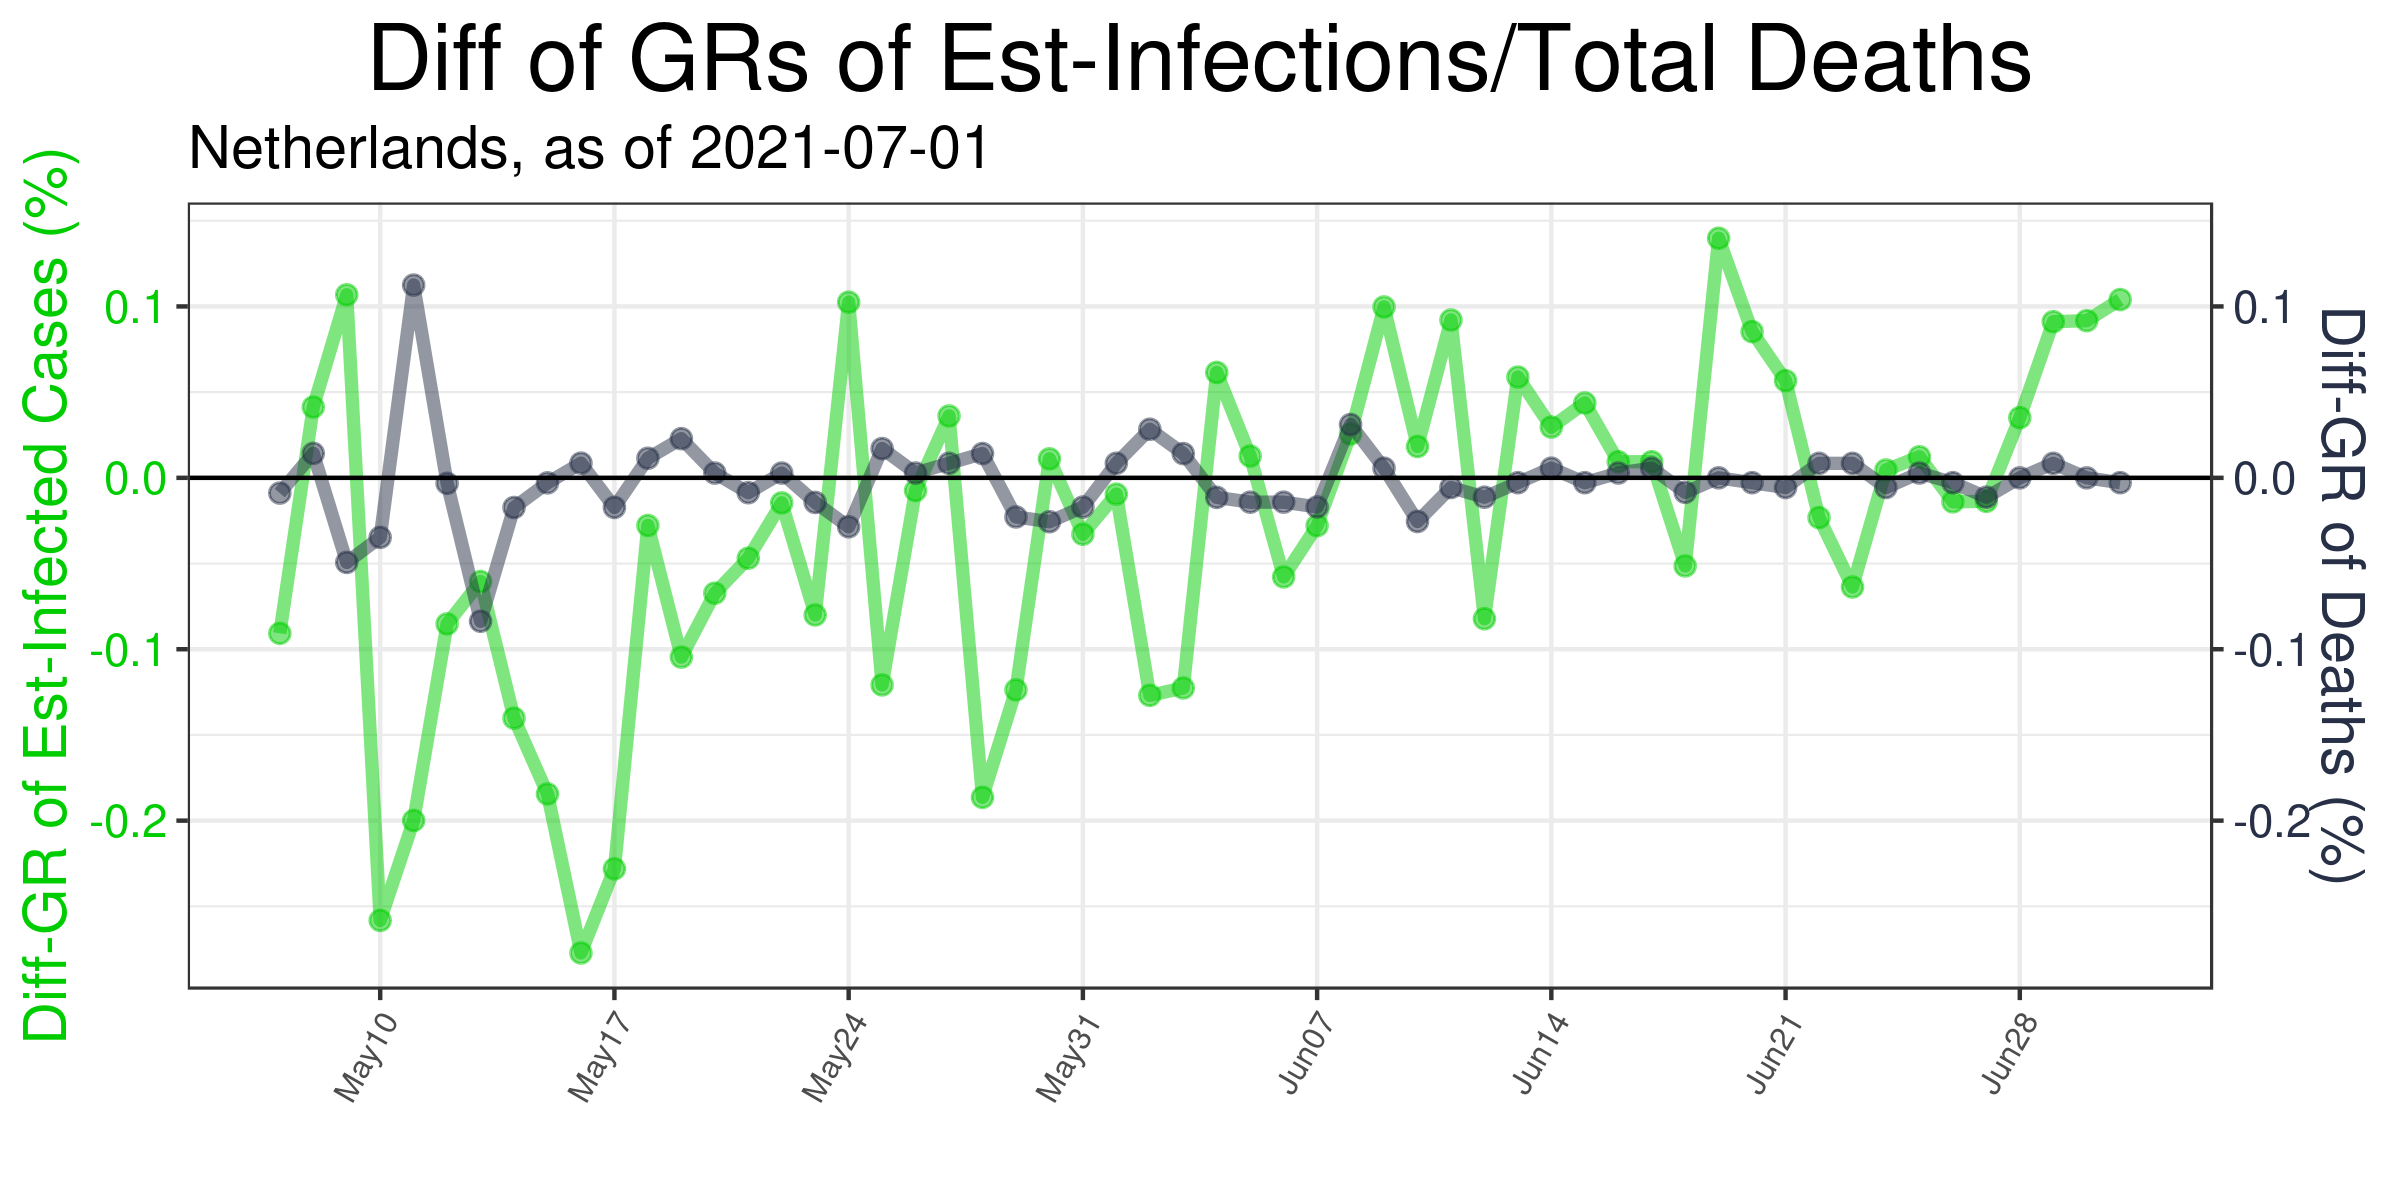 Diff of GRs of Est-Infections/Total Deaths
Netherlands, as of 2021-07-01
Diff-GR of Est-Infected Cases (%)
0.1
0.0
-0.1
-0.2
0.1
0.0
-0.1
-0.2
Diff-GR of Deaths (%)
May10
May17
May24
May31
Jun07
Jun14
Jun21
Jun28